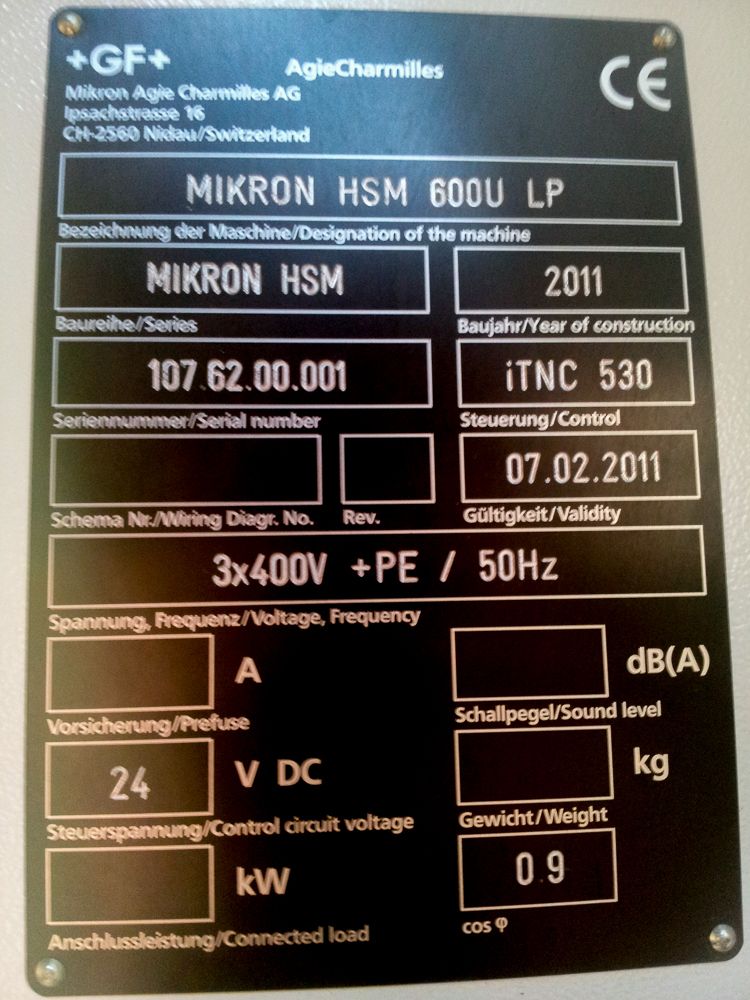 +GF+ AgieCharmilles CE
Mikron Agie Charmilles AG
Ipsachstrasse 16
CH-2560 Nidau/Switzerland
MIKRON HSM 600U LP
Bezeichnung der Maschine/Designation of the machine
MIKRON HSM 2011
Baureihe/Series Baujahr/Year of construction
107.62.00.001 iTNC 530
Seriennummer/Serial number Steuerung/Control
07.02.2011
Schema Nr./Wiring Diagr. No. Rev. Gültigkeit/Validity
3x400V +PE / 50Hz
Spannung, Frequenz/Voltage, Frequency
A dB(A)
Vorsicherung/Prefuse Schallpegel/Sound level
24 V DC kg
Steuerspannung/Control circuit voltage Gewicht/Weight
kW 0.9
Anschlussleistung/Connected load cos φ